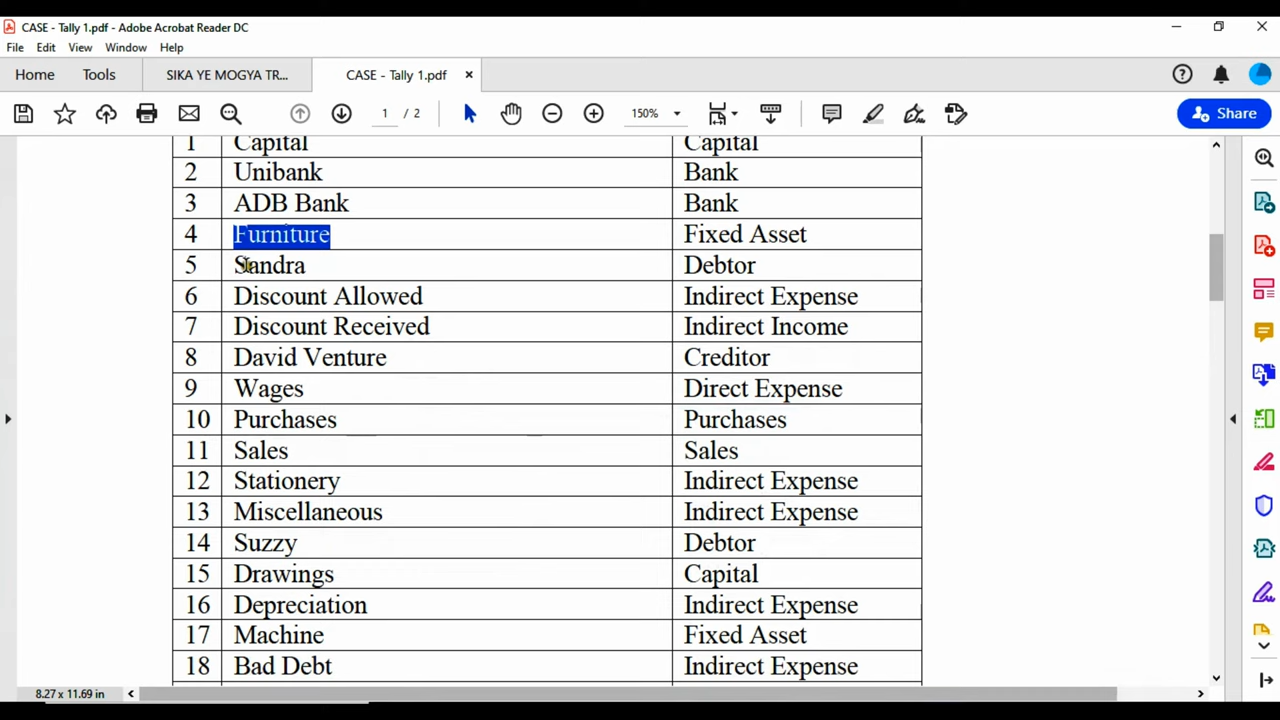 CASE - Tally 1.pdf - Adobe Acrobat Reader DC
File Edit View Window Help
Home Tools SIKA YE MOGYA TR... CASE - Tally 1.pdf
1 / 2 150% Share
1 Capital Capital
2 Unibank Bank
3 ADB Bank Bank
4 Furniture Fixed Asset
5 Sandra Debtor
6 Discount Allowed Indirect Expense
7 Discount Received Indirect Income
8 David Venture Creditor
9 Wages Direct Expense
10 Purchases Purchases
11 Sales Sales
12 Stationery Indirect Expense
13 Miscellaneous Indirect Expense
14 Suzzy Debtor
15 Drawings Capital
16 Depreciation Indirect Expense
17 Machine Fixed Asset
18 Bad Debt Indirect Expense
8.27 x 11.69 in